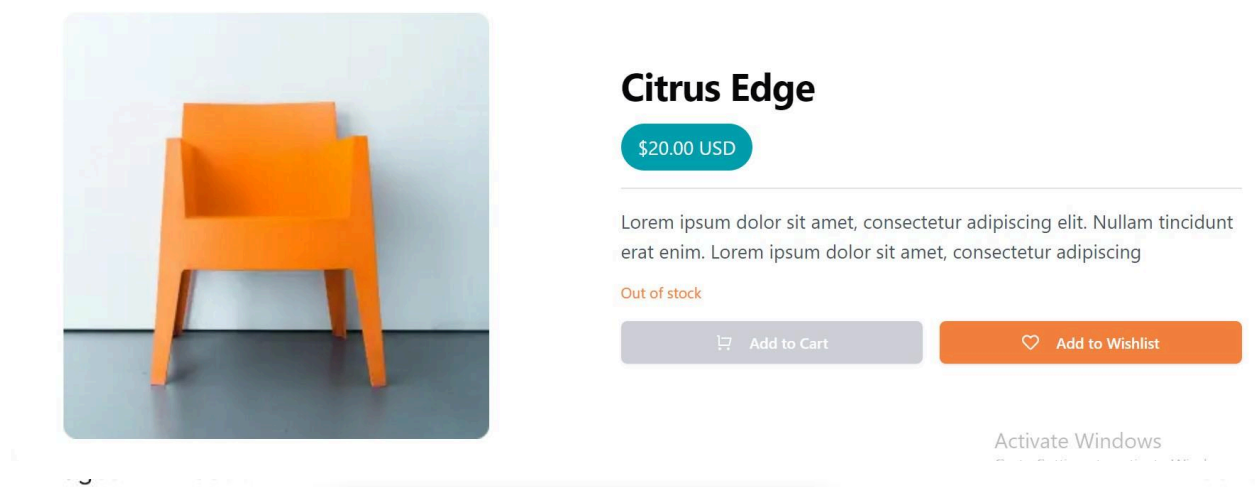 Citrus Edge
$20.00 USD
Lorem ipsum dolor sit amet, consectetur adipiscing elit. Nullam tincidunt
erat enim. Lorem ipsum dolor sit amet, consectetur adipiscing
Out of stock
Add to Cart
Add to Wishlist
Activate Windows